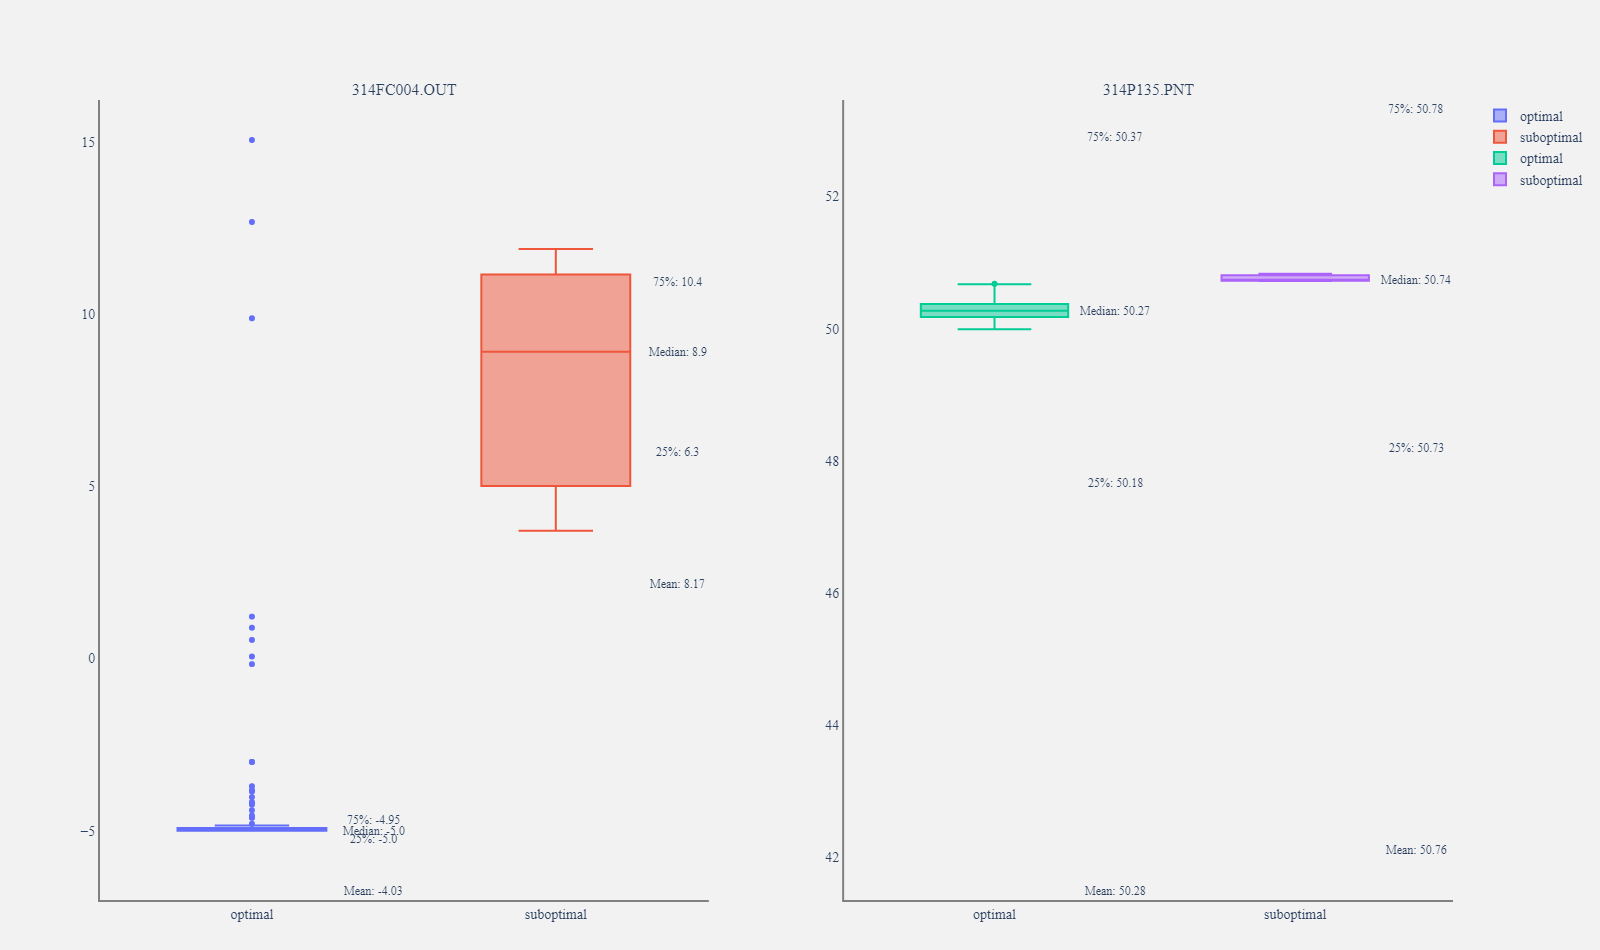 314FC004.OUT
15
10
5
0
−5
75%: 10.4
Median: 8.9
25%: 6.3
Mean: 8.17
75%: -4.95
Median: -5.0
25%: -5.0
Mean: -4.03
optimal
suboptimal
314P135.PNT
52
50
48
46
44
42
75%: 50.78
75%: 50.37
Median: 50.74
Median: 50.27
25%: 50.73
25%: 50.18
Mean: 50.76
Mean: 50.28
optimal
suboptimal
optimal
suboptimal
optimal
suboptimal